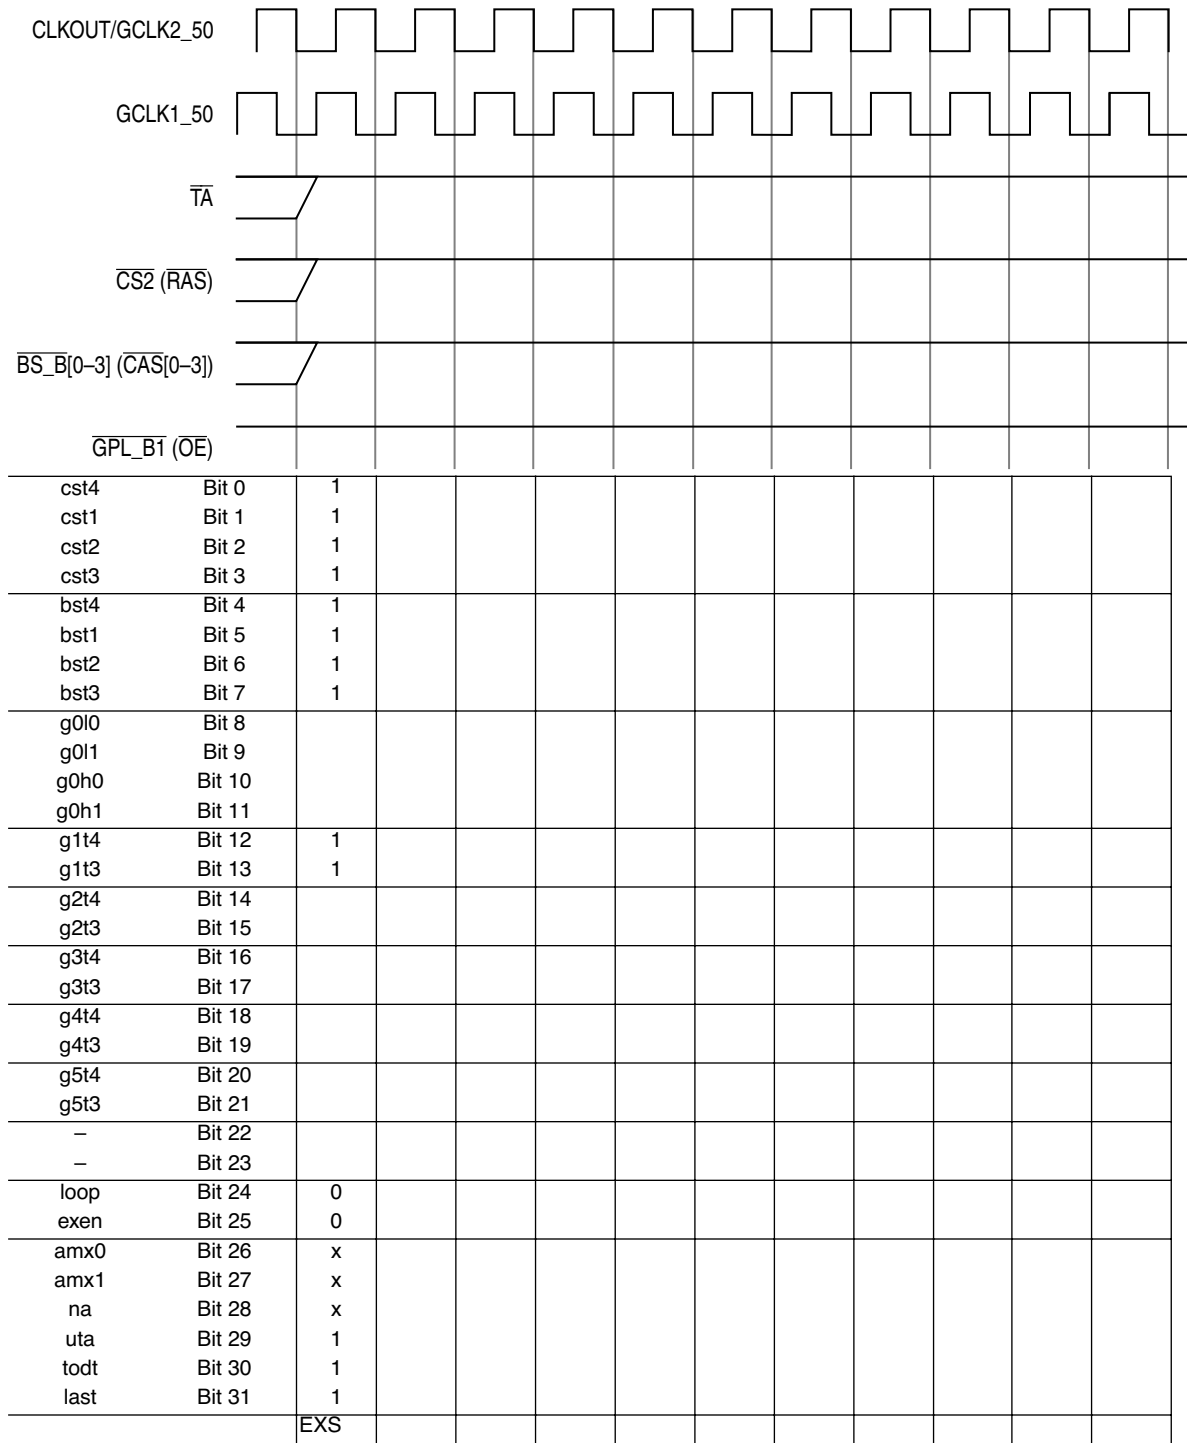 CLKOUT/GCLK2_50
GCLK1_50
TA
CS2 (RAS)
BS_B[0–3] (CAS[0–3])
GPL_B1 (OE)
cst4 Bit 0 1
cst1 Bit 1 1
cst2 Bit 2 1
cst3 Bit 3 1
bst4 Bit 4 1
bst1 Bit 5 1
bst2 Bit 6 1
bst3 Bit 7 1
g0l0 Bit 8
g0l1 Bit 9
g0h0 Bit 10
g0h1 Bit 11
g1t4 Bit 12 1
g1t3 Bit 13 1
g2t4 Bit 14
g2t3 Bit 15
g3t4 Bit 16
g3t3 Bit 17
g4t4 Bit 18
g4t3 Bit 19
g5t4 Bit 20
g5t3 Bit 21
– Bit 22
– Bit 23
loop Bit 24 0
exen Bit 25 0
amx0 Bit 26 x
amx1 Bit 27 x
na Bit 28 x
uta Bit 29 1
todt Bit 30 1
last Bit 31 1
EXS